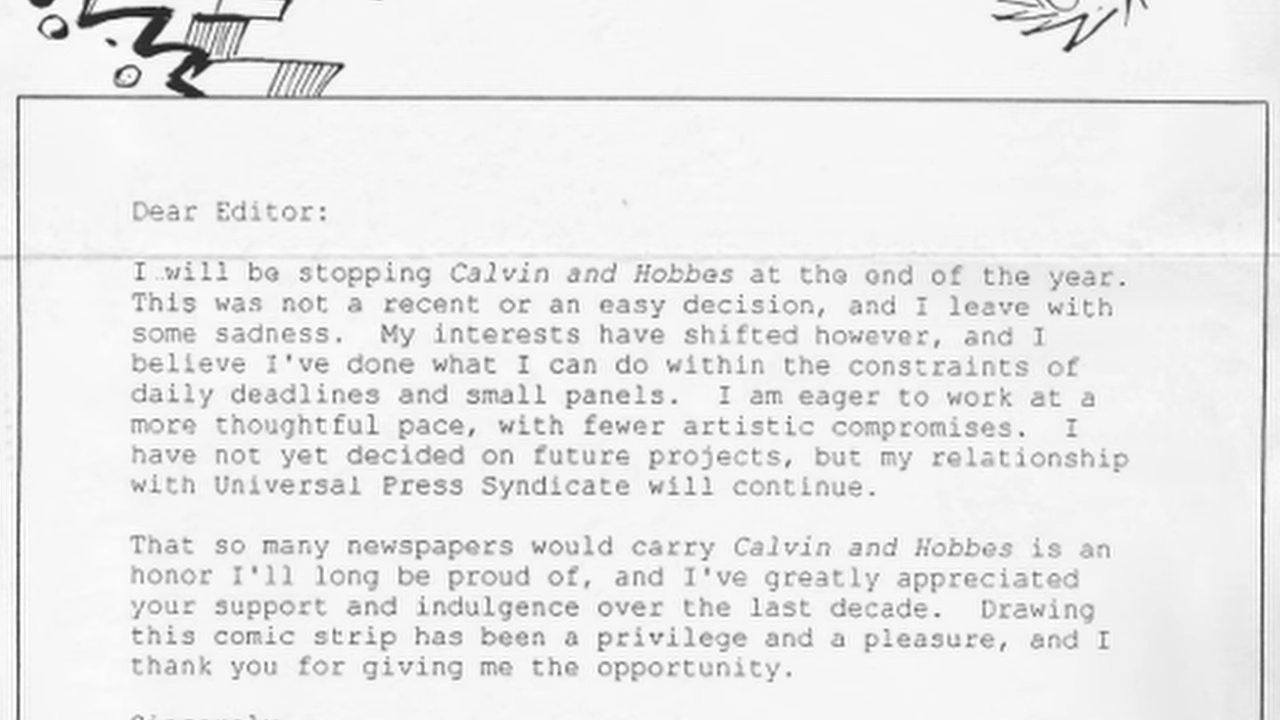 Dear Editor:
I will be stopping Calvin and Hobbes at the end of the year.
This was not a recent or an easy decision, and I leave with
some sadness.  My interests have shifted however, and I
believe I've done what I can do within the constraints of
daily deadlines and small panels.  I am eager to work at a
more thoughtful pace, with fewer artistic compromises.  I
have not yet decided on future projects, but my relationship
with Universal Press Syndicate will continue.
That so many newspapers would carry Calvin and Hobbes is an
honor I'll long be proud of, and I've greatly appreciated
your support and indulgence over the last decade.  Drawing
this comic strip has been a privilege and a pleasure, and I
thank you for giving me the opportunity.